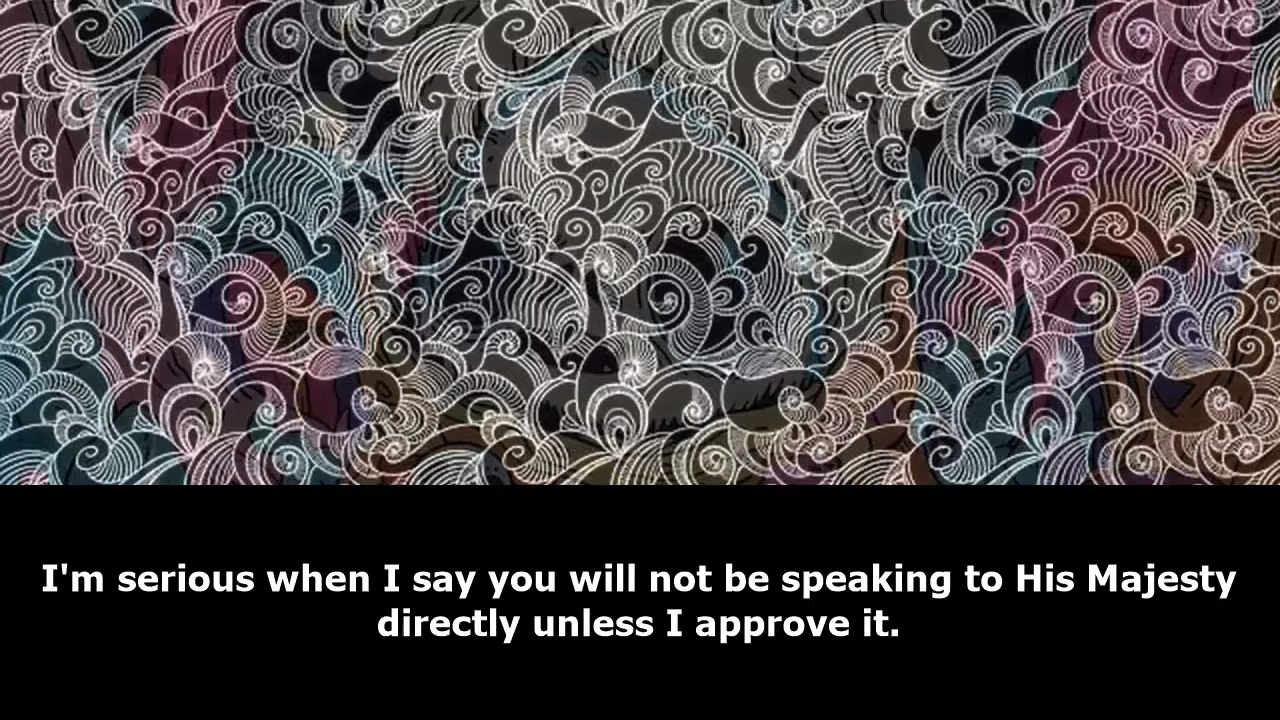 I'm serious when I say you will not be speaking to His Majesty
directly unless I approve it.